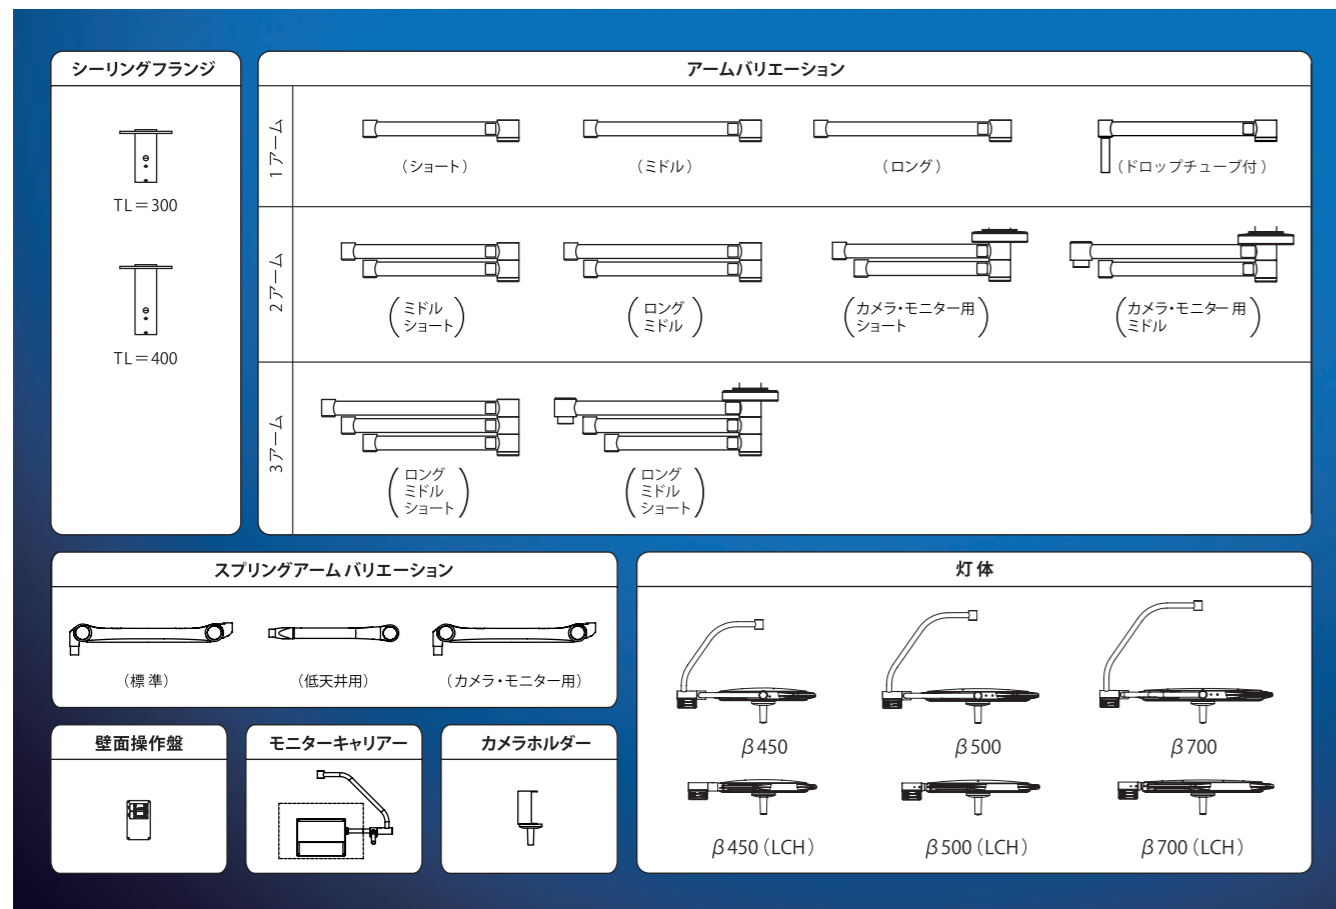 シーリングフランジ
TL＝300
TL＝400
アームバリエーション
1アーム
（ショート）
（ミドル）
（ロング）
（ドロップチューブ付）
2アーム
ミドル
ショート
ロング
ミドル
カメラ・モニター用
ショート
カメラ・モニター用
ミドル
3アーム
ロング
ミドル
ショート
ロング
ミドル
ショート
スプリングアームバリエーション
（標準）
（低天井用）
（カメラ・モニター用）
灯体
β450
β500
β700
β450（LCH）
β500（LCH）
β700（LCH）
壁面操作盤
モニターキャリアー
カメラホルダー